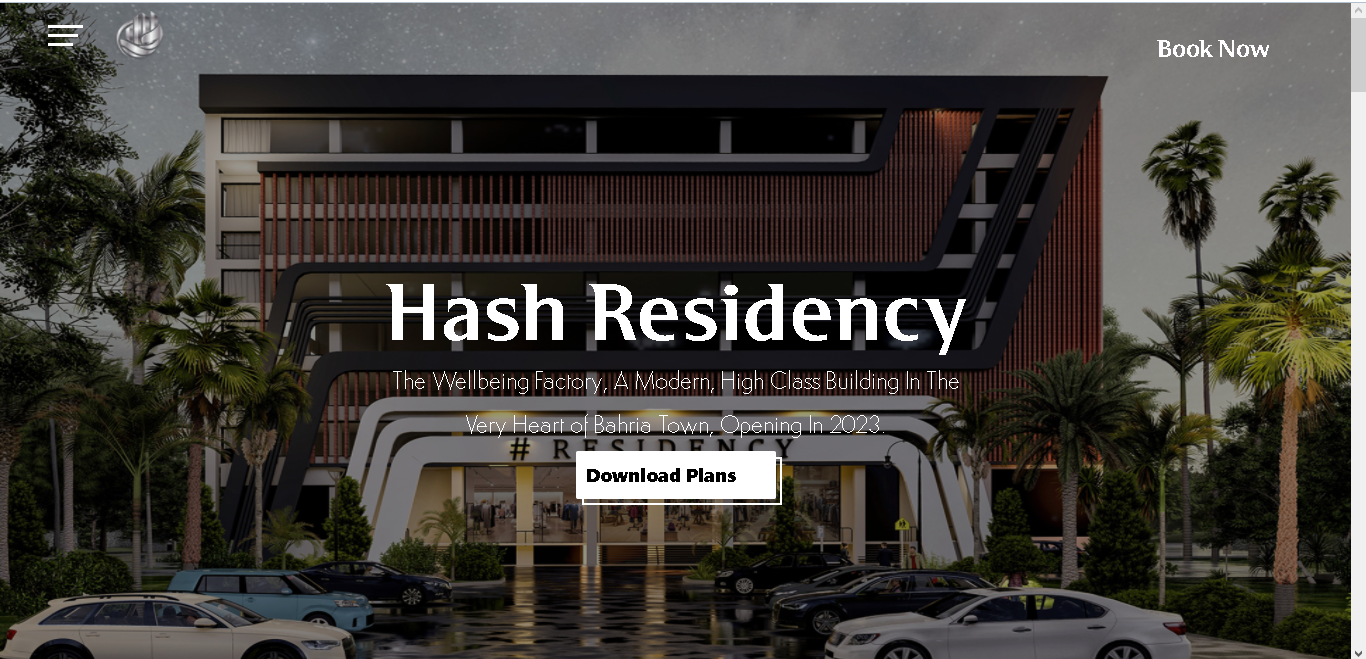 Book Now
Hash Residency
The Wellbeing Factory, A Modern, High Class Building In The
Very Heart of Bahria Town, Opening In 2023.
# RESIDENCY
Download Plans